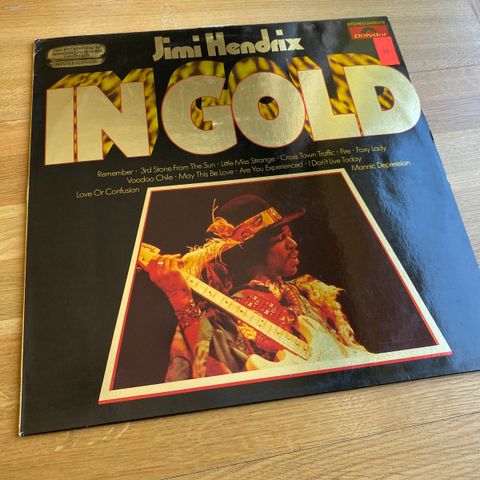 Jimi Hendrix
STEREO
Polydor
IN GOLD
Remember · 3rd Stone From The Sun · Little Miss Strange · Cross Town Traffic · Fire · Foxy Lady
Voodoo Chile · May This Be Love · Are You Experienced · I Don't Live Today
Love Or Confusion
Mannic Depression